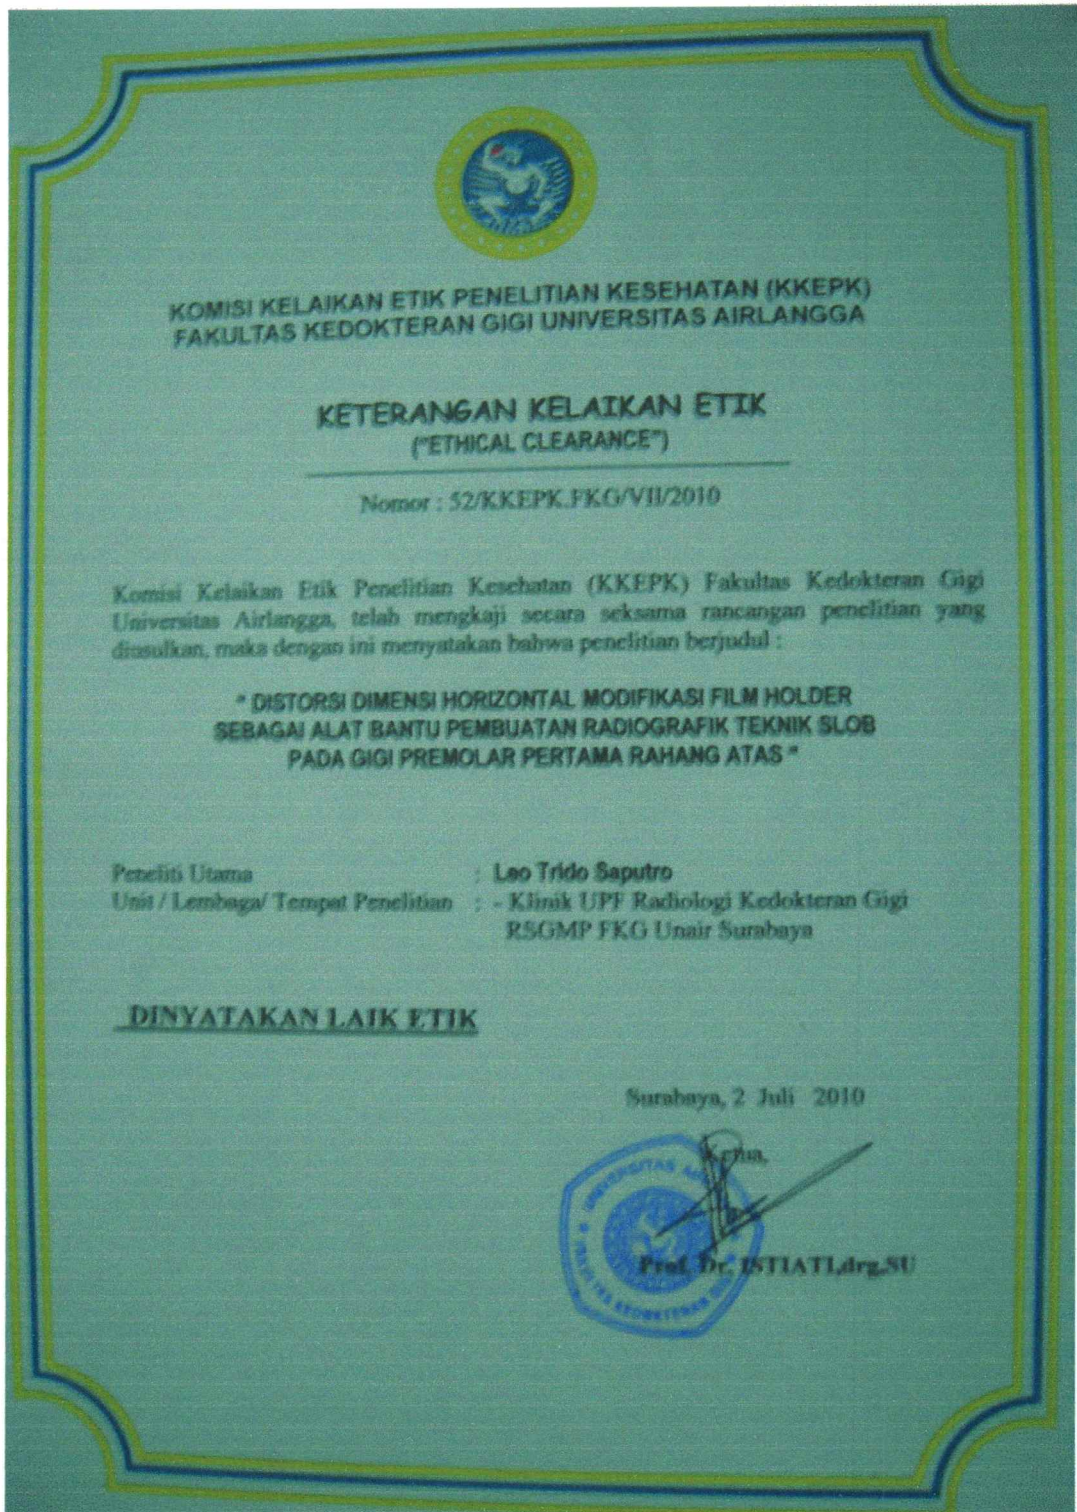 KOMISI KELAIKAN ETIK PENELITIAN KESEHATAN (KKEPK)
FAKULTAS KEDOKTERAN GIGI UNIVERSITAS AIRLANGGA
KETERANGAN KELAIKAN ETIK
("ETHICAL CLEARANCE")
Nomor : 52/KKEPK.FKG/VII/2010
Komisi Kelaikan Etik Penelitian Kesehatan (KKEPK) Fakultas Kedokteran Gigi
Universitas Airlangga, telah mengkaji secara seksama rancangan penelitian yang
diusulkan, maka dengan ini menyatakan bahwa penelitian berjudul :
" DISTORSI DIMENSI HORIZONTAL MODIFIKASI FILM HOLDER
SEBAGAI ALAT BANTU PEMBUATAN RADIOGRAFIK TEKNIK SLOB
PADA GIGI PREMOLAR PERTAMA RAHANG ATAS "
Peneliti Utama : Leo Trido Saputro
Unit / Lembaga/ Tempat Penelitian : - Klinik UPF Radiologi Kedokteran Gigi
RSGMP FKG Unair Surabaya
DINYATAKAN LAIK ETIK
Surabaya, 2 Juli 2010
Ketua,
UNIVERSITAS
KEDOKTERAN
Prof. Dr. ISTIATI,drg,SU